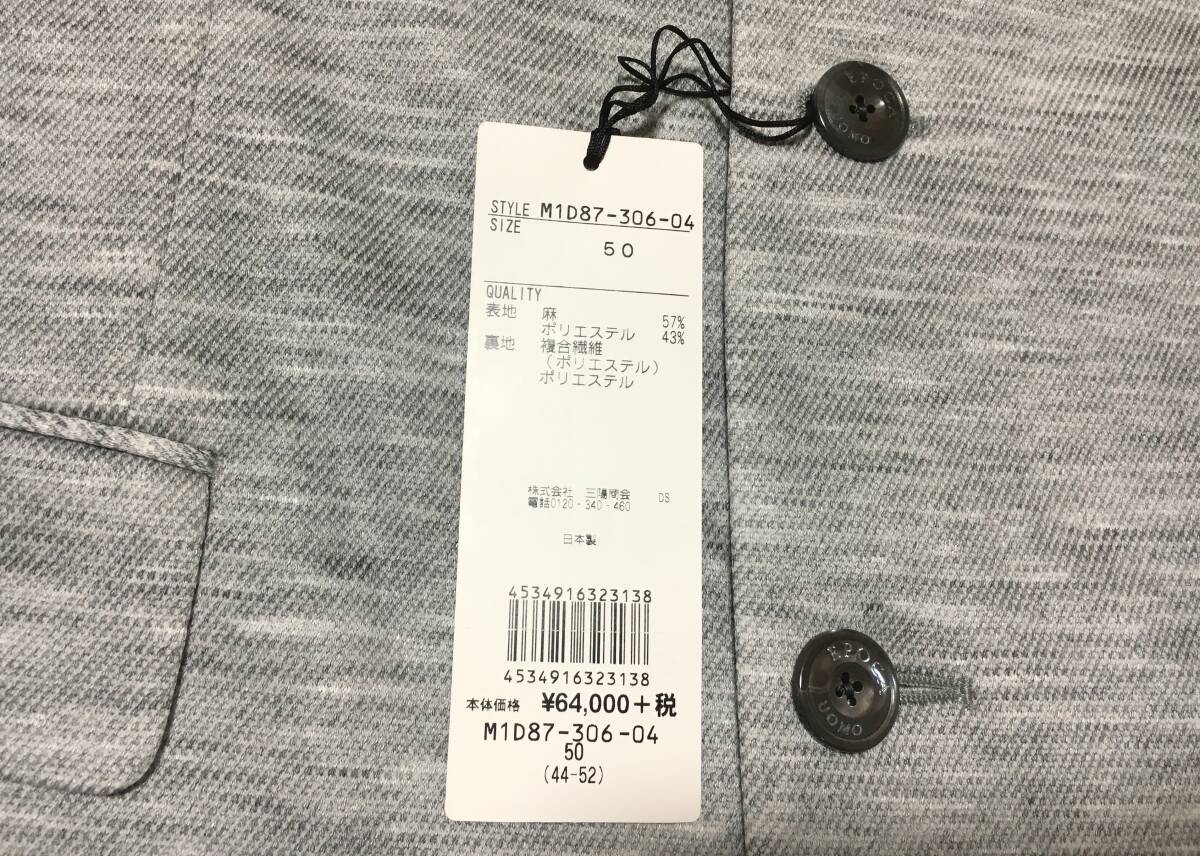 STYLE M1D87-306-04
SIZE
50
QUALITY
表地 麻 57%
ポリエステル 43%
裏地 複合繊維
(ポリエステル)
ポリエステル
株式会社 三陽商会 DS
電話0120-340-460
日本製
4534916323138
4534916323138
本体価格 ¥64,000+税
M1D87-306-04
50
(44-52)
EPOCA
UOMO
EPOCA
UOMO